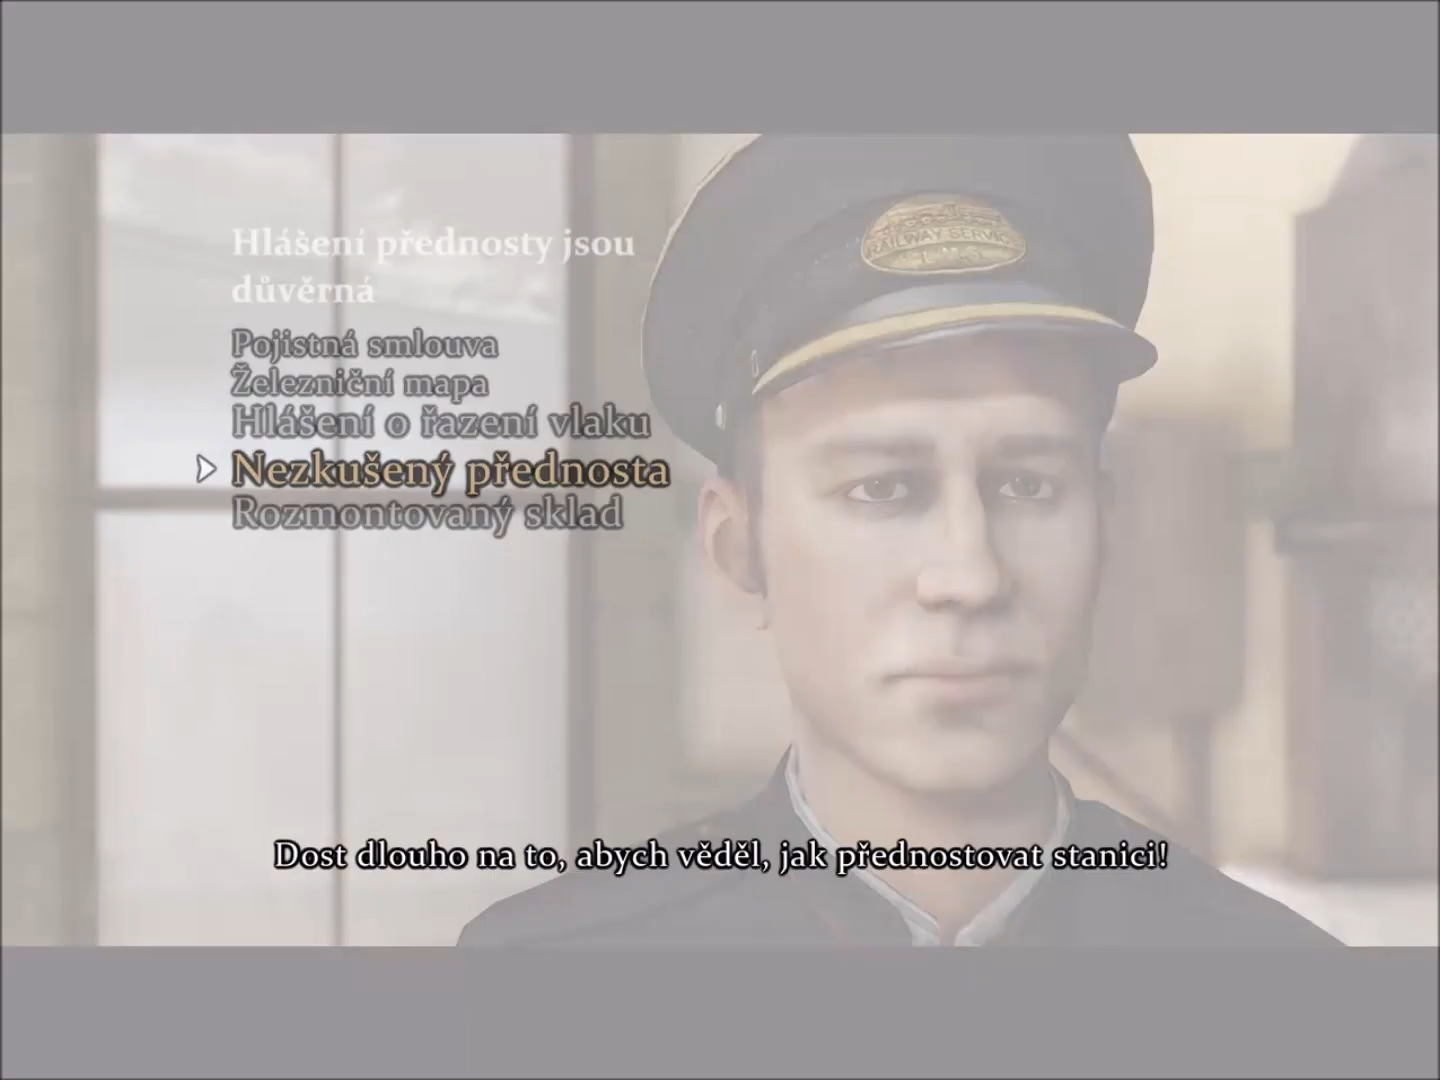 RAILWAY SERVICE
Hlášení přednosty jsou
důvěrná
Pojistná smlouva
Železniční mapa
Hlášení o řazení vlaku
Nezkušený přednosta
Rozmontovaný sklad
Dost dlouho na to, abych věděl, jak přednostovat stanici!